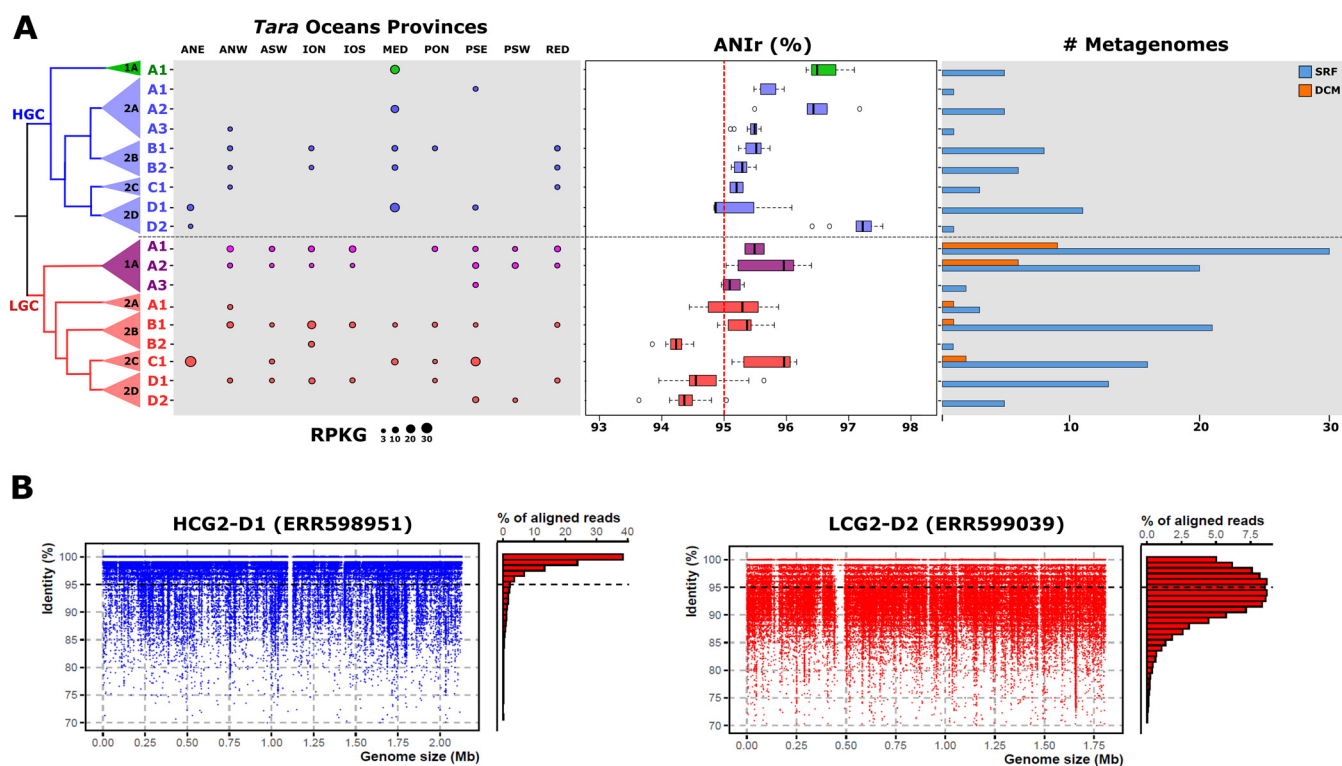 A
Tara Oceans Provinces
ANE ANW ASW ION IOS MED PON PSE PSW RED
ANIr (%)
# Metagenomes
SRF
DCM
HGC
1A A1
2A A1
A2
A3
2B B1
B2
2C C1
2D D1
D2
LGC
1A A1
A2
A3
2A A1
2B B1
B2
2C C1
2D D1
D2
RPKG 3 10 20 30
93 94 95 96 97 98
10 20 30
B
HCG2-D1 (ERR598951)
% of aligned reads
0 10 20 30 40
Identity (%)
100
95
90
85
80
75
70
0.00 0.25 0.50 0.75 1.00 1.25 1.50 1.75 2.00
Genome size (Mb)
LCG2-D2 (ERR599039)
% of aligned reads
0.0 2.5 5.0 7.5
Identity (%)
100
95
90
85
80
75
70
0.00 0.25 0.50 0.75 1.00 1.25 1.50 1.75
Genome size (Mb)